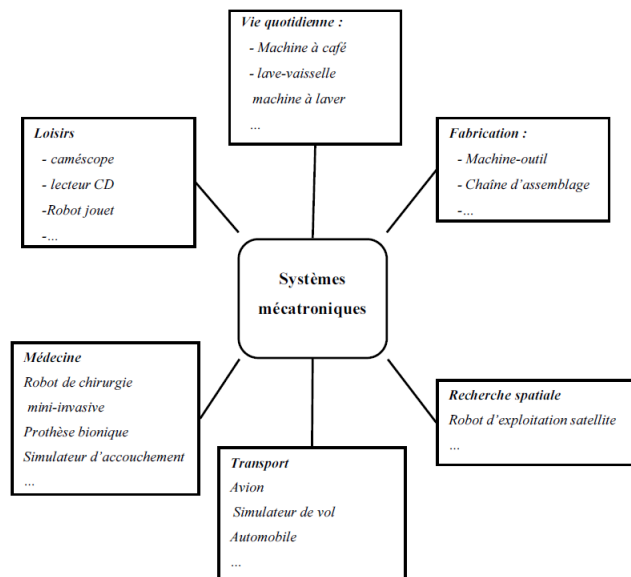 Vie quotidienne :
- Machine à café
- lave-vaisselle
machine à laver
...
Loisirs
- caméscope
- lecteur CD
-Robot jouet
-...
Fabrication :
- Machine-outil
- Chaîne d'assemblage
-...
Systèmes
mécatroniques
Médecine
Robot de chirurgie
mini-invasive
Prothèse bionique
Simulateur d'accouchement
...
Recherche spatiale
Robot d'exploitation satellite
...
Transport
Avion
Simulateur de vol
Automobile
...